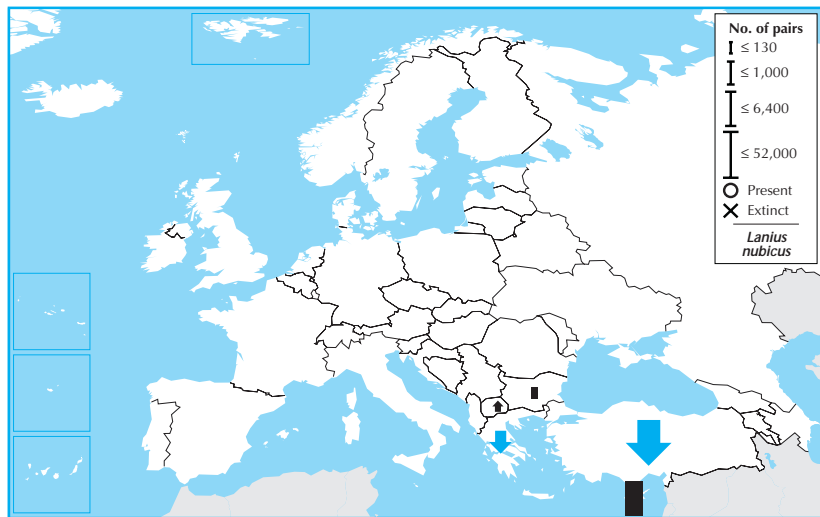 No. of pairs
≤ 130
≤ 1,000
≤ 6,400
≤ 52,000
Present
Extinct
Lanius
nubicus